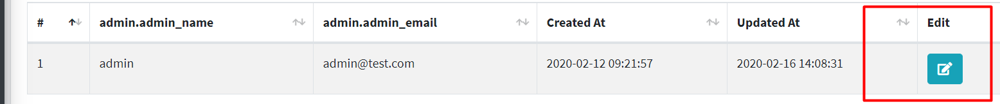 # admin.admin_name admin.admin_email Created At Updated At Edit
1 admin admin@test.com 2020-02-12 09:21:57 2020-02-16 14:08:31